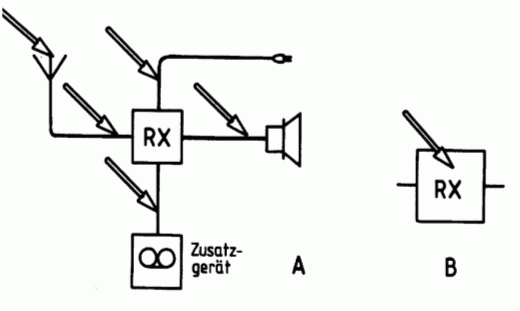 RX
RX
Zusatz-
gerät
A
B